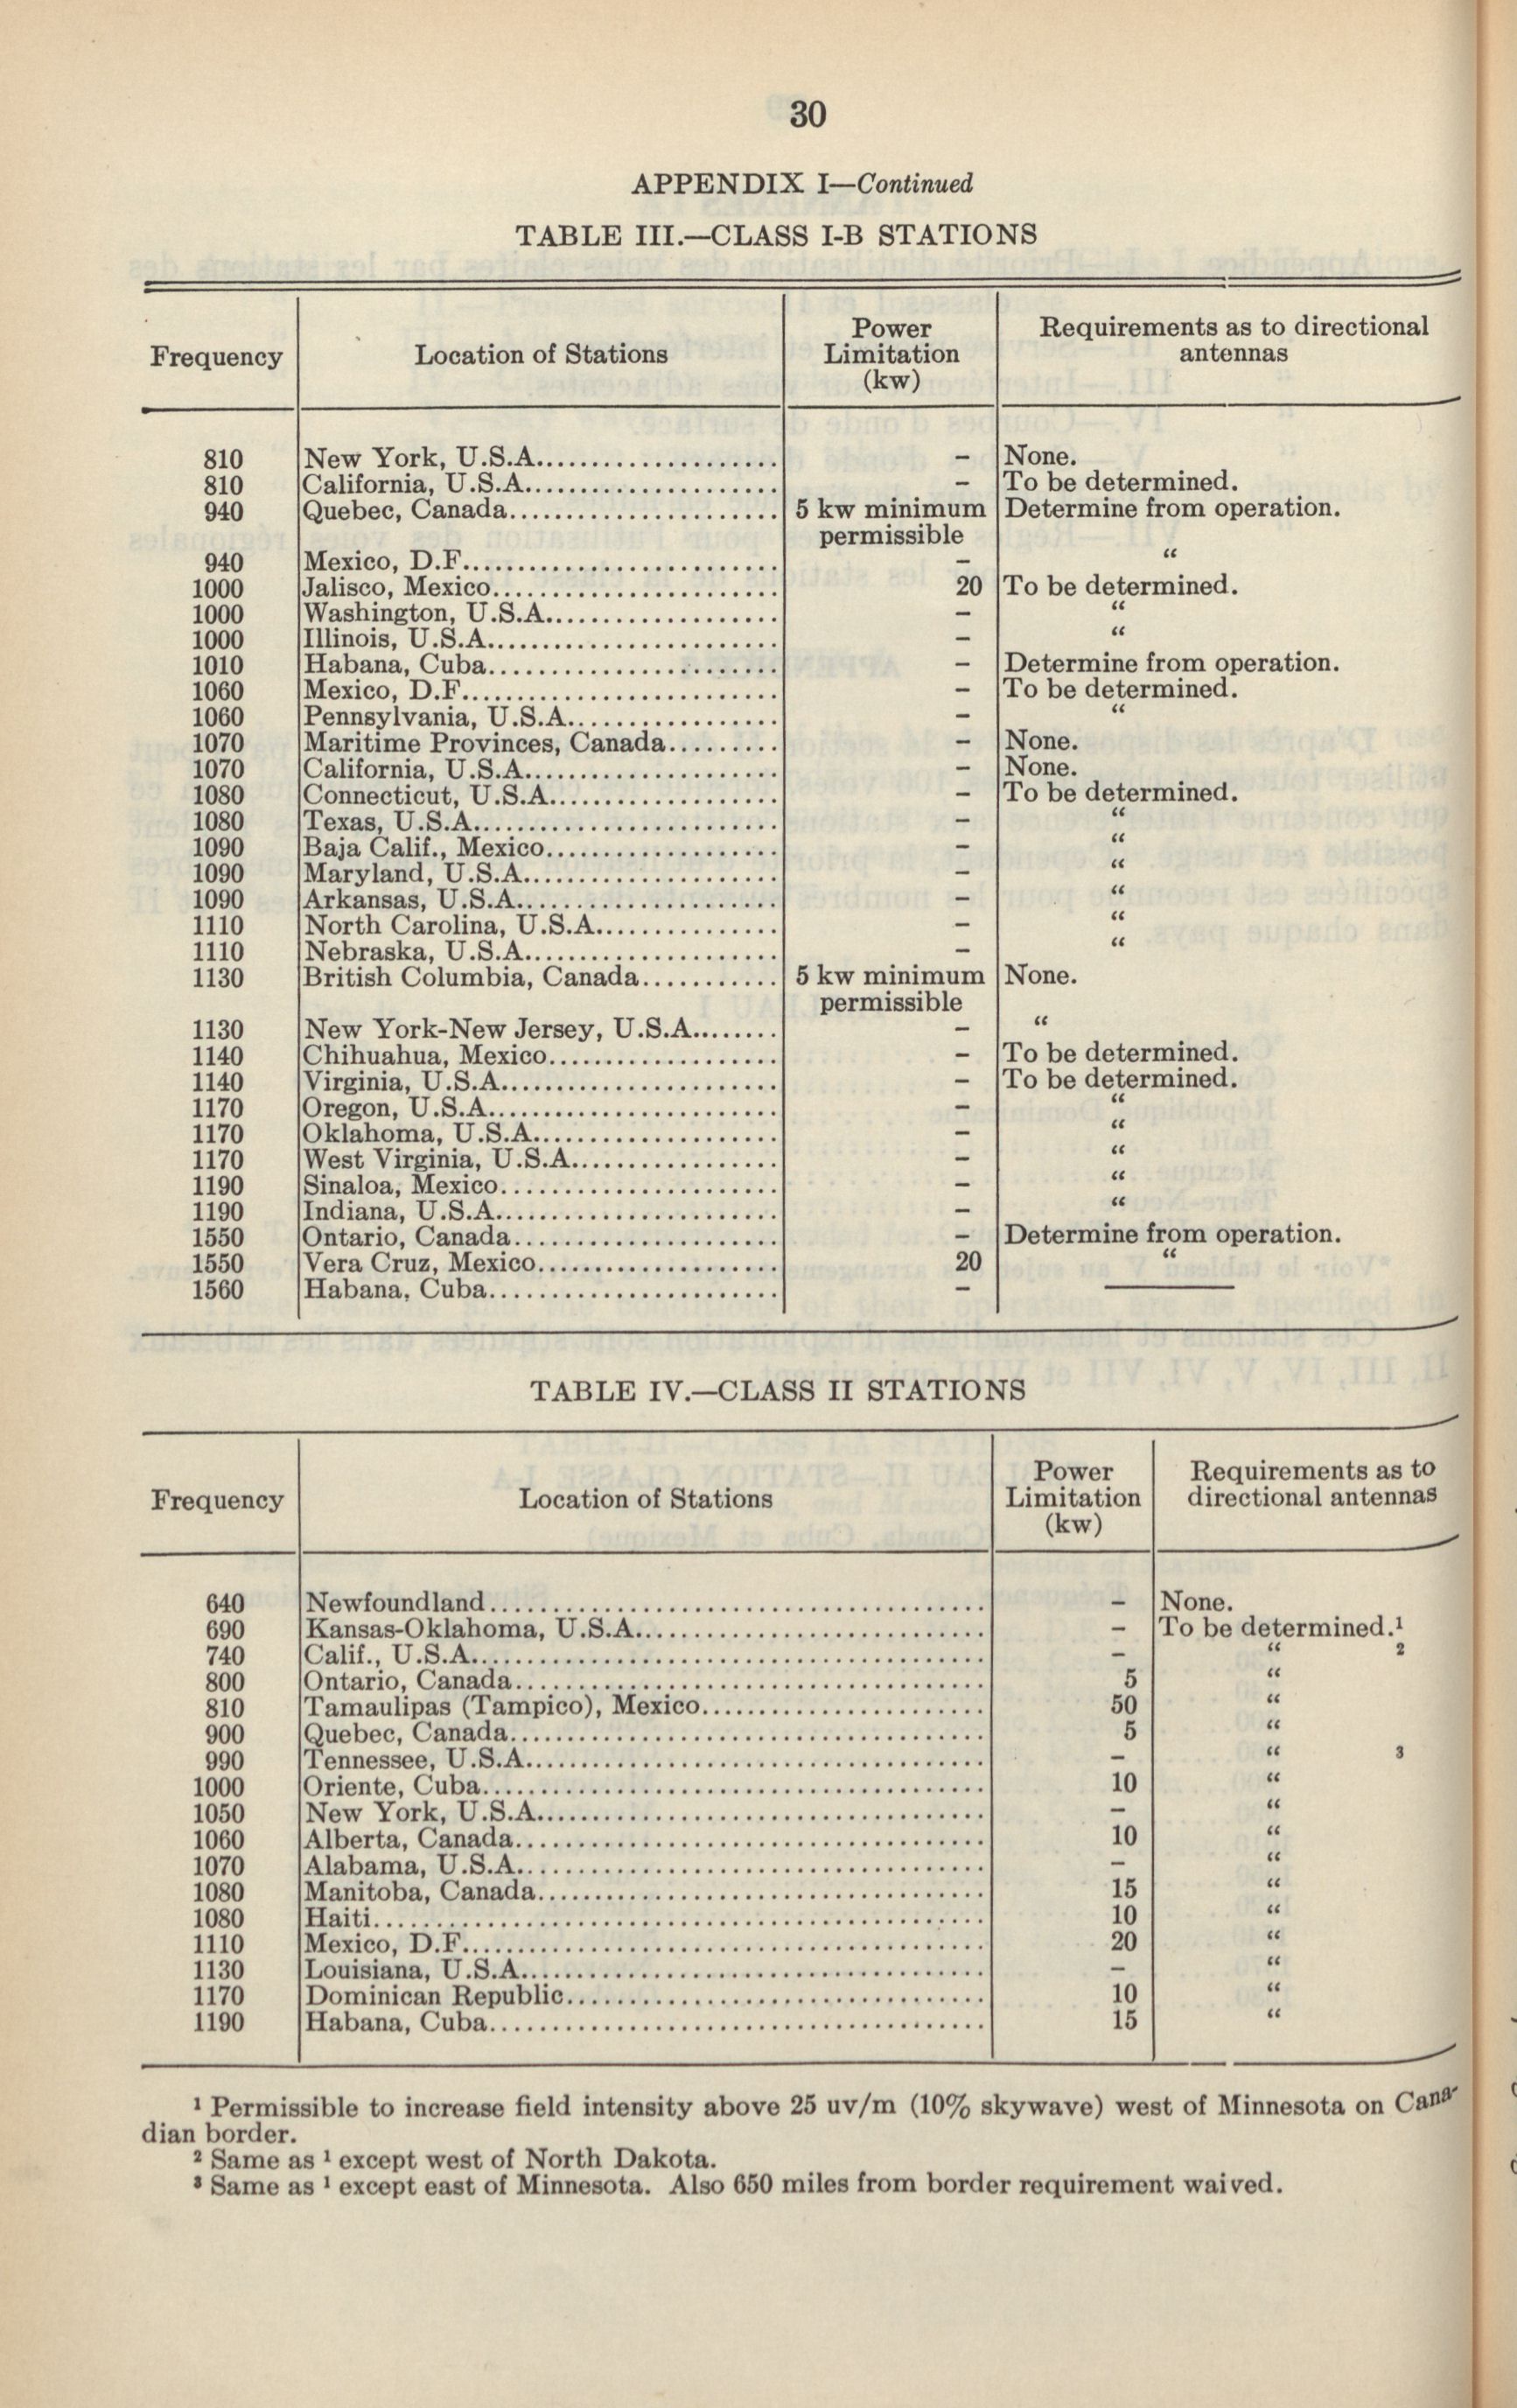 30
APPENDIX I—Continued
TABLE III.—CLASS I-B STATIONS
Frequency | Location of Stations | Power Limitation (kw) | Requirements as to directional antennas
810 New York, U.S.A. – None.
810 California, U.S.A. – To be determined.
940 Quebec, Canada 5 kw minimum permissible Determine from operation.
940 Mexico, D.F. – “
1000 Jalisco, Mexico 20 To be determined.
1000 Washington, U.S.A. – “
1000 Illinois, U.S.A. – “
1010 Habana, Cuba – Determine from operation.
1060 Mexico, D.F. – To be determined.
1060 Pennsylvania, U.S.A. – “
1070 Maritime Provinces, Canada – None.
1070 California, U.S.A. – None.
1080 Connecticut, U.S.A. – To be determined.
1080 Texas, U.S.A. – “
1090 Baja Calif., Mexico – “
1090 Maryland, U.S.A. – “
1090 Arkansas, U.S.A. – “
1110 North Carolina, U.S.A. – “
1110 Nebraska, U.S.A. – “
1130 British Columbia, Canada 5 kw minimum permissible None.
1130 New York-New Jersey, U.S.A. – “
1140 Chihuahua, Mexico – To be determined.
1140 Virginia, U.S.A. – To be determined.
1170 Oregon, U.S.A. – “
1170 Oklahoma, U.S.A. – “
1170 West Virginia, U.S.A. – “
1190 Sinaloa, Mexico – “
1190 Indiana, U.S.A. – “
1550 Ontario, Canada – Determine from operation.
1550 Vera Cruz, Mexico 20 “
1560 Habana, Cuba – ———
TABLE IV.—CLASS II STATIONS
Frequency | Location of Stations | Power Limitation (kw) | Requirements as to directional antennas
640 Newfoundland – None.
690 Kansas-Oklahoma, U.S.A. – To be determined.¹
740 Calif., U.S.A. – “ ²
800 Ontario, Canada 5 “
810 Tamaulipas (Tampico), Mexico 50 “
900 Quebec, Canada 5 “
990 Tennessee, U.S.A. – “ ³
1000 Oriente, Cuba 10 “
1050 New York, U.S.A. – “
1060 Alberta, Canada 10 “
1070 Alabama, U.S.A. – “
1080 Manitoba, Canada 15 “
1080 Haiti 10 “
1110 Mexico, D.F. 20 “
1130 Louisiana, U.S.A. – “
1170 Dominican Republic 10 “
1190 Habana, Cuba 15 “
¹ Permissible to increase field intensity above 25 uv/m (10% skywave) west of Minnesota on Cana-
dian border.
² Same as ¹ except west of North Dakota.
³ Same as ¹ except east of Minnesota. Also 650 miles from border requirement waived.